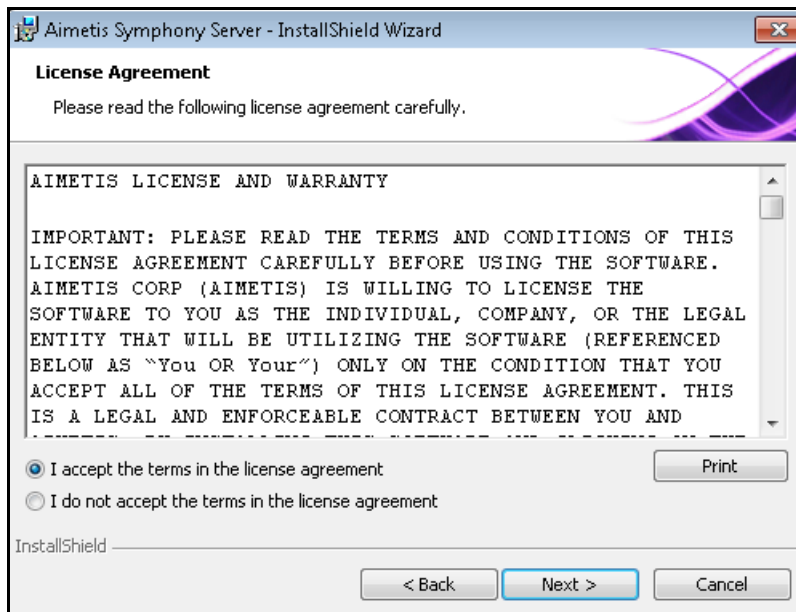 Aimetis Symphony Server - InstallShield Wizard
License Agreement
Please read the following license agreement carefully.
AIMETIS LICENSE AND WARRANTY
IMPORTANT: PLEASE READ THE TERMS AND CONDITIONS OF THIS
LICENSE AGREEMENT CAREFULLY BEFORE USING THE SOFTWARE.
AIMETIS CORP (AIMETIS) IS WILLING TO LICENSE THE
SOFTWARE TO YOU AS THE INDIVIDUAL, COMPANY, OR THE LEGAL
ENTITY THAT WILL BE UTILIZING THE SOFTWARE (REFERENCED
BELOW AS “You OR Your”) ONLY ON THE CONDITION THAT YOU
ACCEPT ALL OF THE TERMS OF THIS LICENSE AGREEMENT. THIS
IS A LEGAL AND ENFORCEABLE CONTRACT BETWEEN YOU AND
I accept the terms in the license agreement
Print
I do not accept the terms in the license agreement
InstallShield
< Back
Next >
Cancel